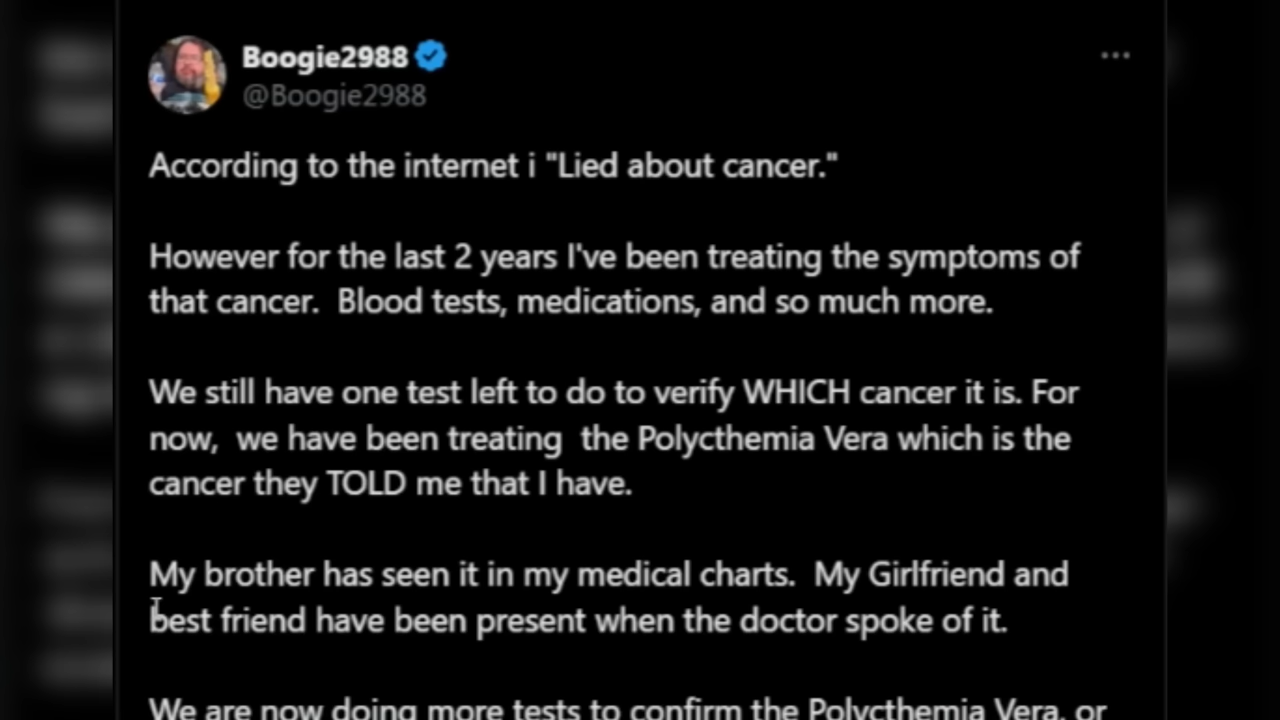 Boogie2988
@Boogie2988
According to the internet i "Lied about cancer."
However for the last 2 years I've been treating the symptoms of
that cancer.  Blood tests, medications, and so much more.
We still have one test left to do to verify WHICH cancer it is. For
now,  we have been treating  the Polycthemia Vera which is the
cancer they TOLD me that I have.
My brother has seen it in my medical charts.  My Girlfriend and
best friend have been present when the doctor spoke of it.
We are now doing more tests to confirm the Polycthemia Vera, or